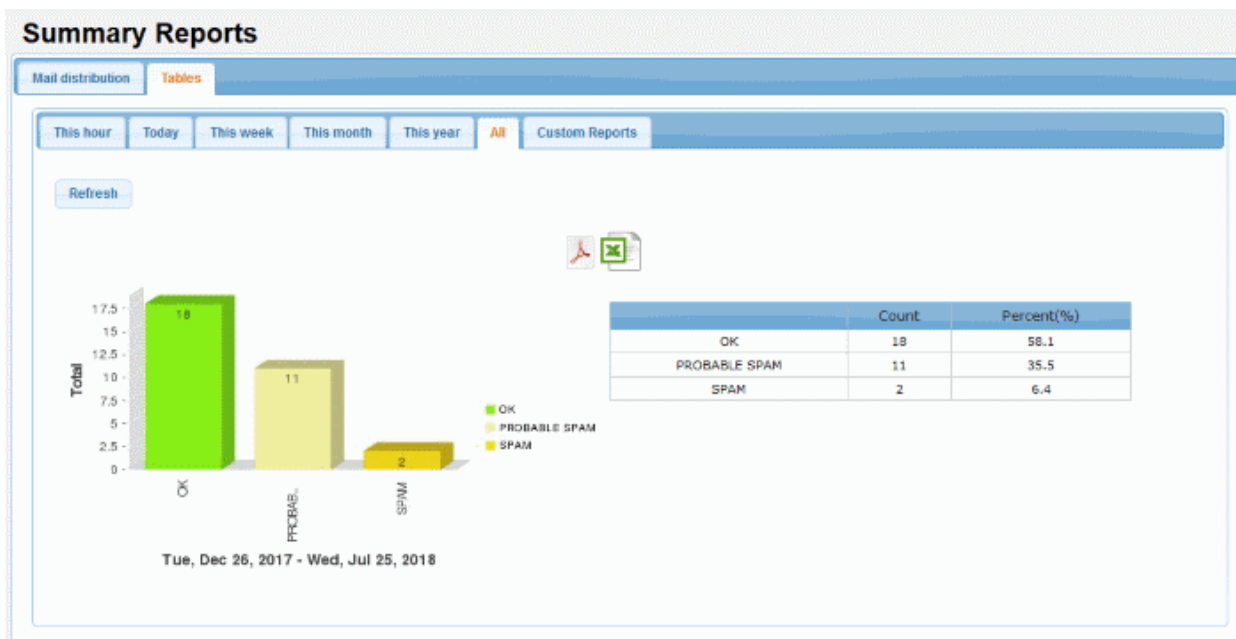 Summary Reports
Mail distribution Tables
This hour Today This week This month This year All Custom Reports
Refresh
Total
17.5
15
12.5
10
7.5
5
2.5
0
18
11
2
OK
PROBAB..
SPAM
Tue, Dec 26, 2017 - Wed, Jul 25, 2018
OK
PROBABLE SPAM
SPAM
Count Percent(%)
OK 18 58.1
PROBABLE SPAM 11 35.5
SPAM 2 6.4